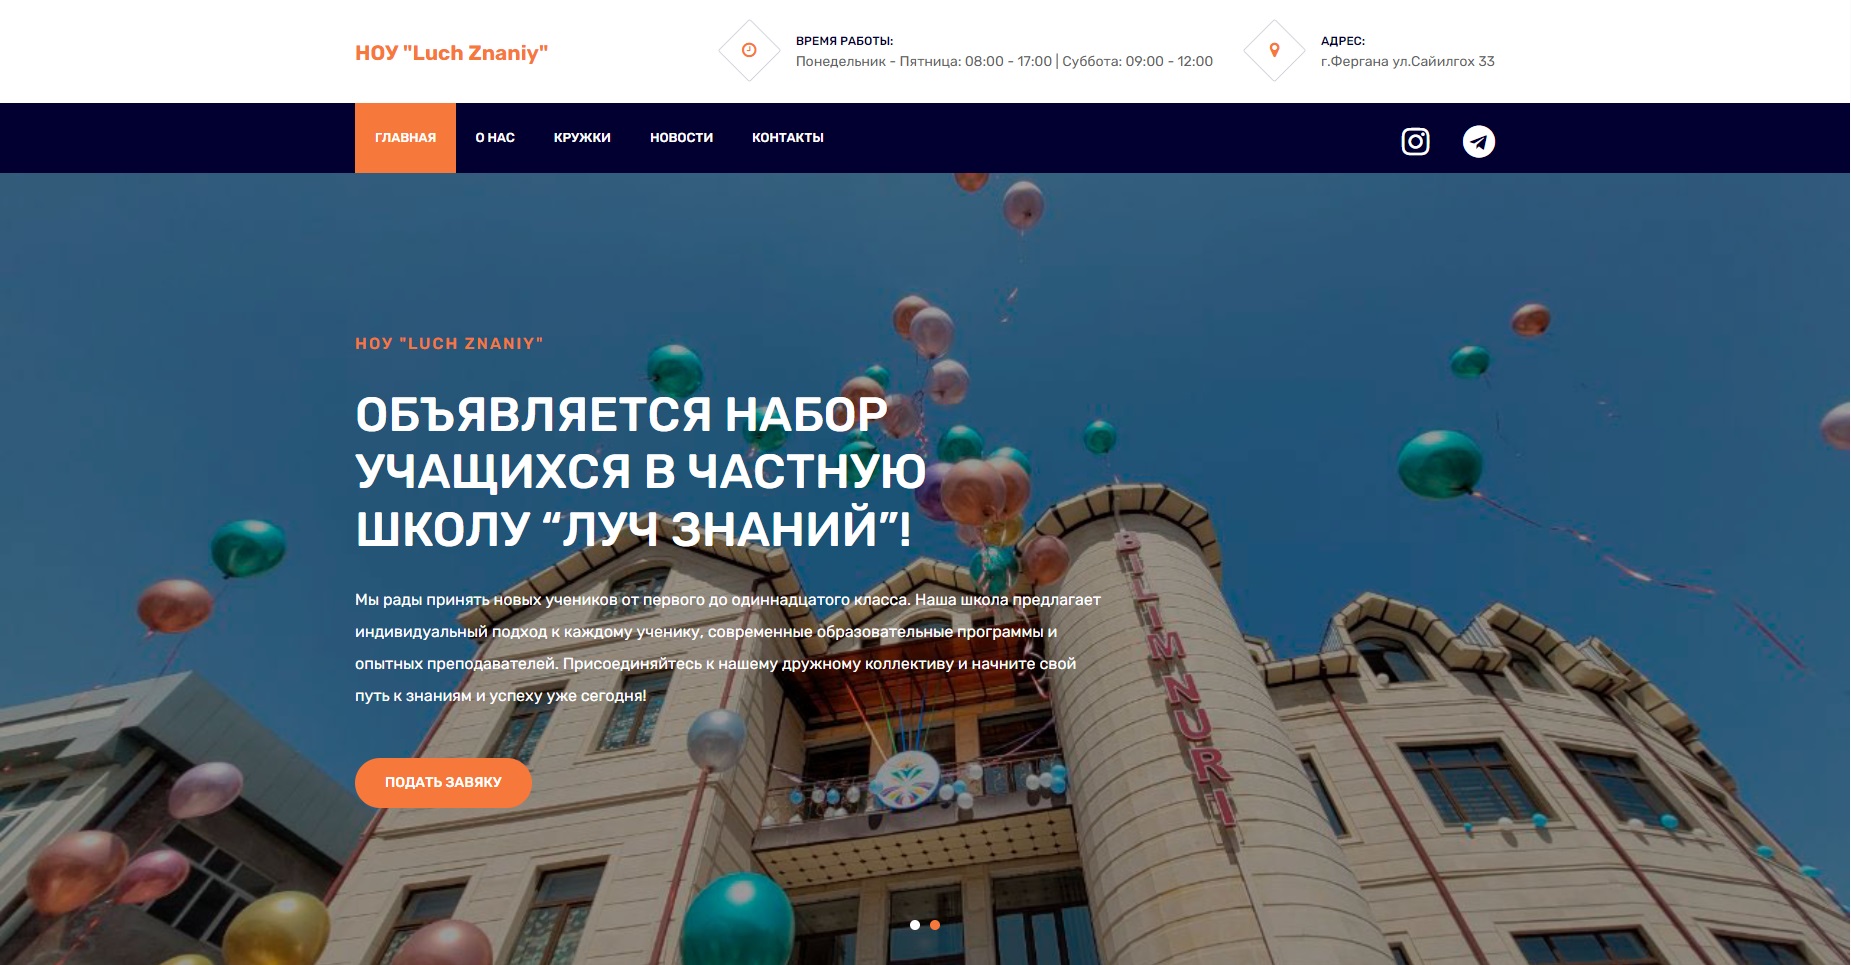 НОУ "Luch Znaniy"
ВРЕМЯ РАБОТЫ:
Понедельник - Пятница: 08:00 - 17:00 | Суббота: 09:00 - 12:00
АДРЕС:
г.Фергана ул.Сайилгох 33
ГЛАВНАЯ
О НАС
КРУЖКИ
НОВОСТИ
КОНТАКТЫ
НОУ "LUCH ZNANIY"
ОБЪЯВЛЯЕТСЯ НАБОР
УЧАЩИХСЯ В ЧАСТНУЮ
ШКОЛУ “ЛУЧ ЗНАНИЙ”!
Мы рады принять новых учеников от первого до одиннадцатого класса. Наша школа предлагает
индивидуальный подход к каждому ученику, современные образовательные программы и
опытных преподавателей. Присоединяйтесь к нашему дружному коллективу и начните свой
путь к знаниям и успеху уже сегодня!
ПОДАТЬ ЗАВЯКУ
BILIM NURI